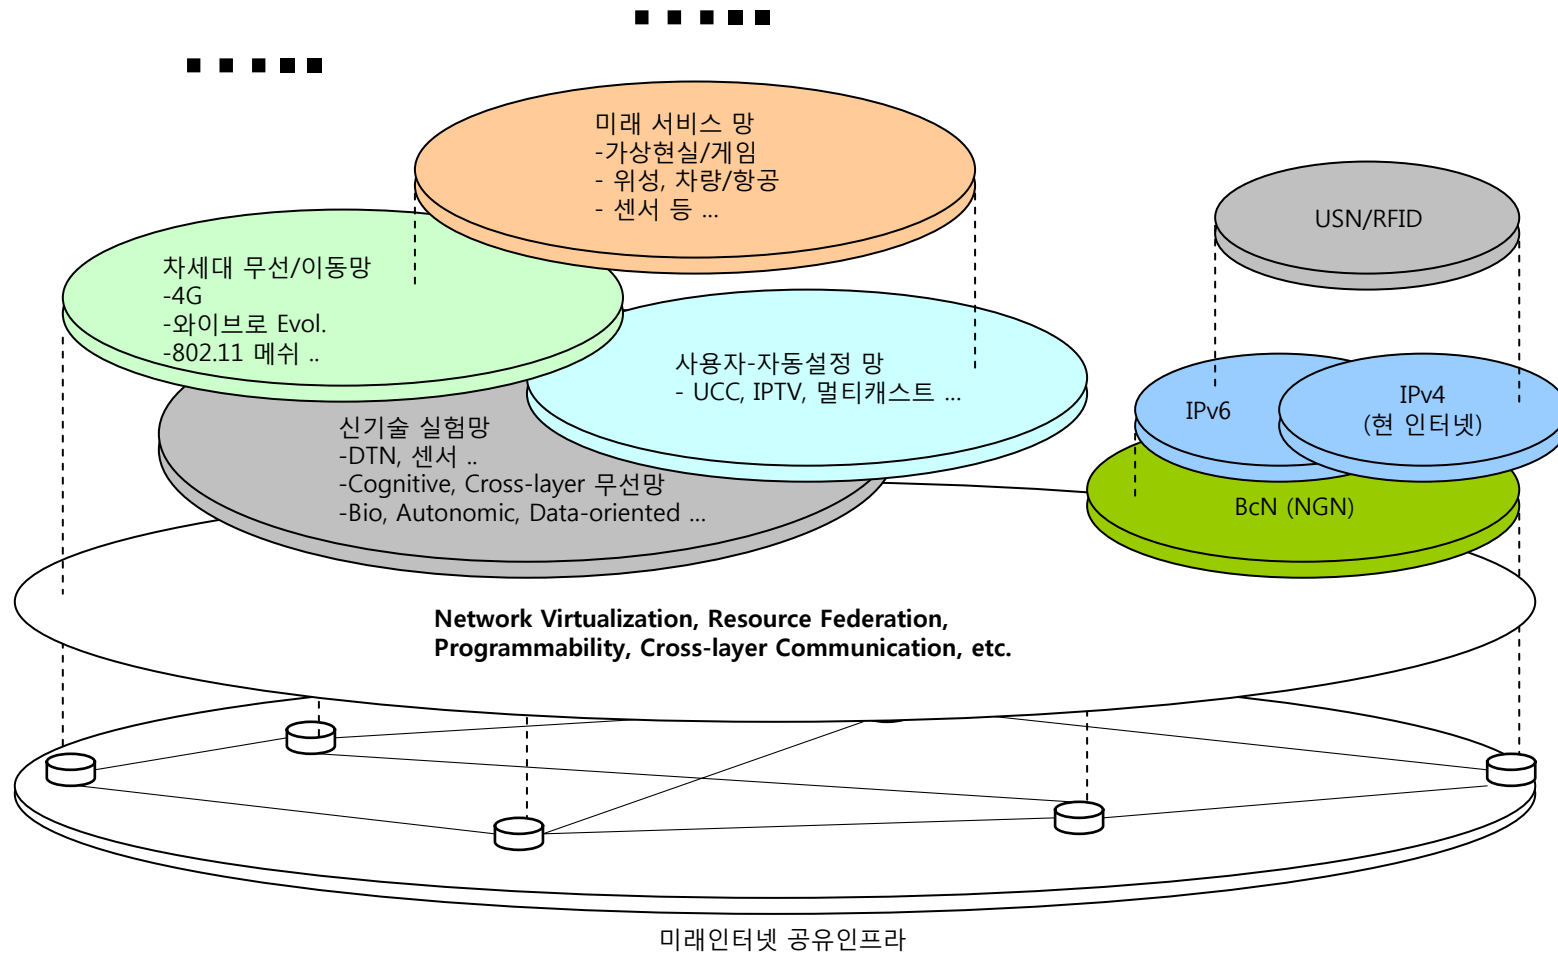 미래 서비스 망
-가상현실/게임
- 위성, 차량/항공
- 센서 등 ...
USN/RFID
차세대 무선/이동망
-4G
-와이브로 Evol.
-802.11 메쉬 ..
사용자-자동설정 망
- UCC, IPTV, 멀티캐스트 ...
IPv6
IPv4
(현 인터넷)
신기술 실험망
-DTN, 센서 ..
-Cognitive, Cross-layer 무선망
-Bio, Autonomic, Data-oriented ...
BcN (NGN)
Network Virtualization, Resource Federation,
Programmability, Cross-layer Communication, etc.
미래인터넷 공유인프라